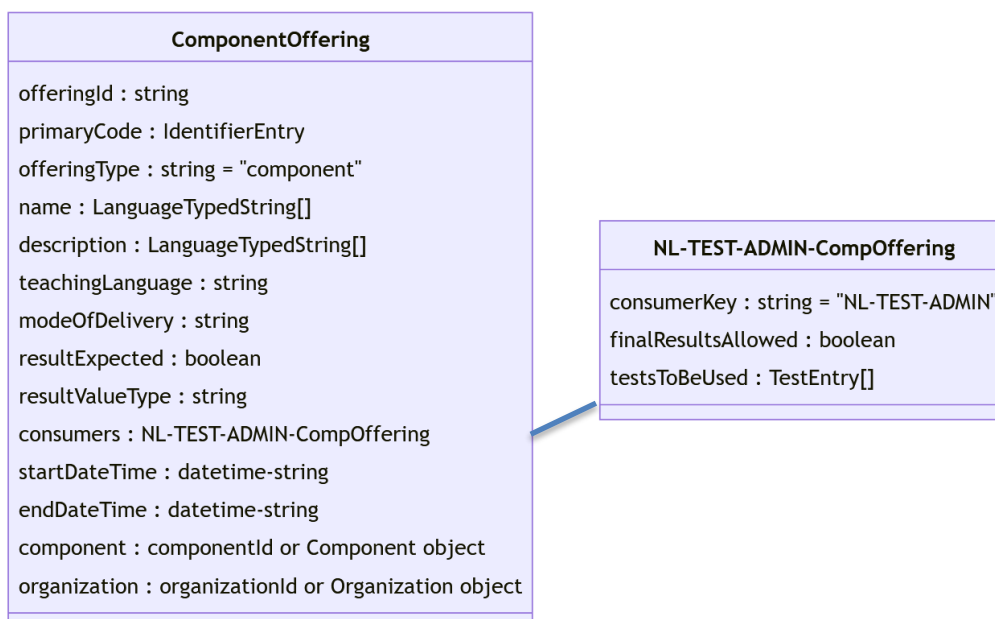 ComponentOffering
offeringId : string
primaryCode : IdentifierEntry
offeringType : string = "component"
name : LanguageTypedString[]
description : LanguageTypedString[]
teachingLanguage : string
modeOfDelivery : string
resultExpected : boolean
resultValueType : string
consumers : NL-TEST-ADMIN-CompOffering
startDateTime : datetime-string
endDateTime : datetime-string
component : componentId or Component object
organization : organizationId or Organization object
NL-TEST-ADMIN-CompOffering
consumerKey : string = "NL-TEST-ADMIN"
finalResultsAllowed : boolean
testsToBeUsed : TestEntry[]